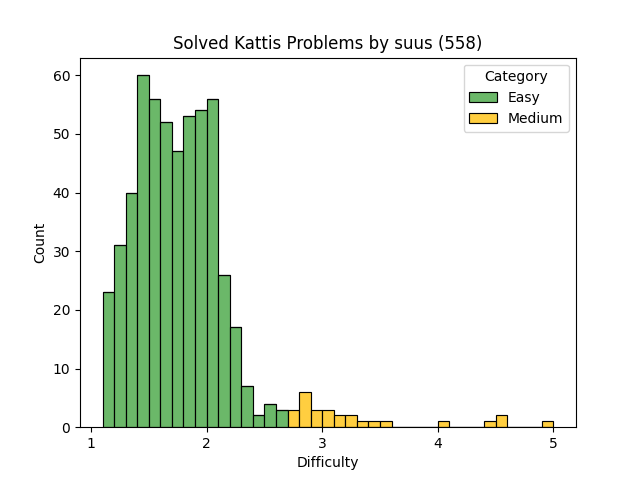 Solved Kattis Problems by suus (558)
Category
Easy
Medium
Count
60
50
40
30
20
10
0
1 2 3 4 5
Difficulty